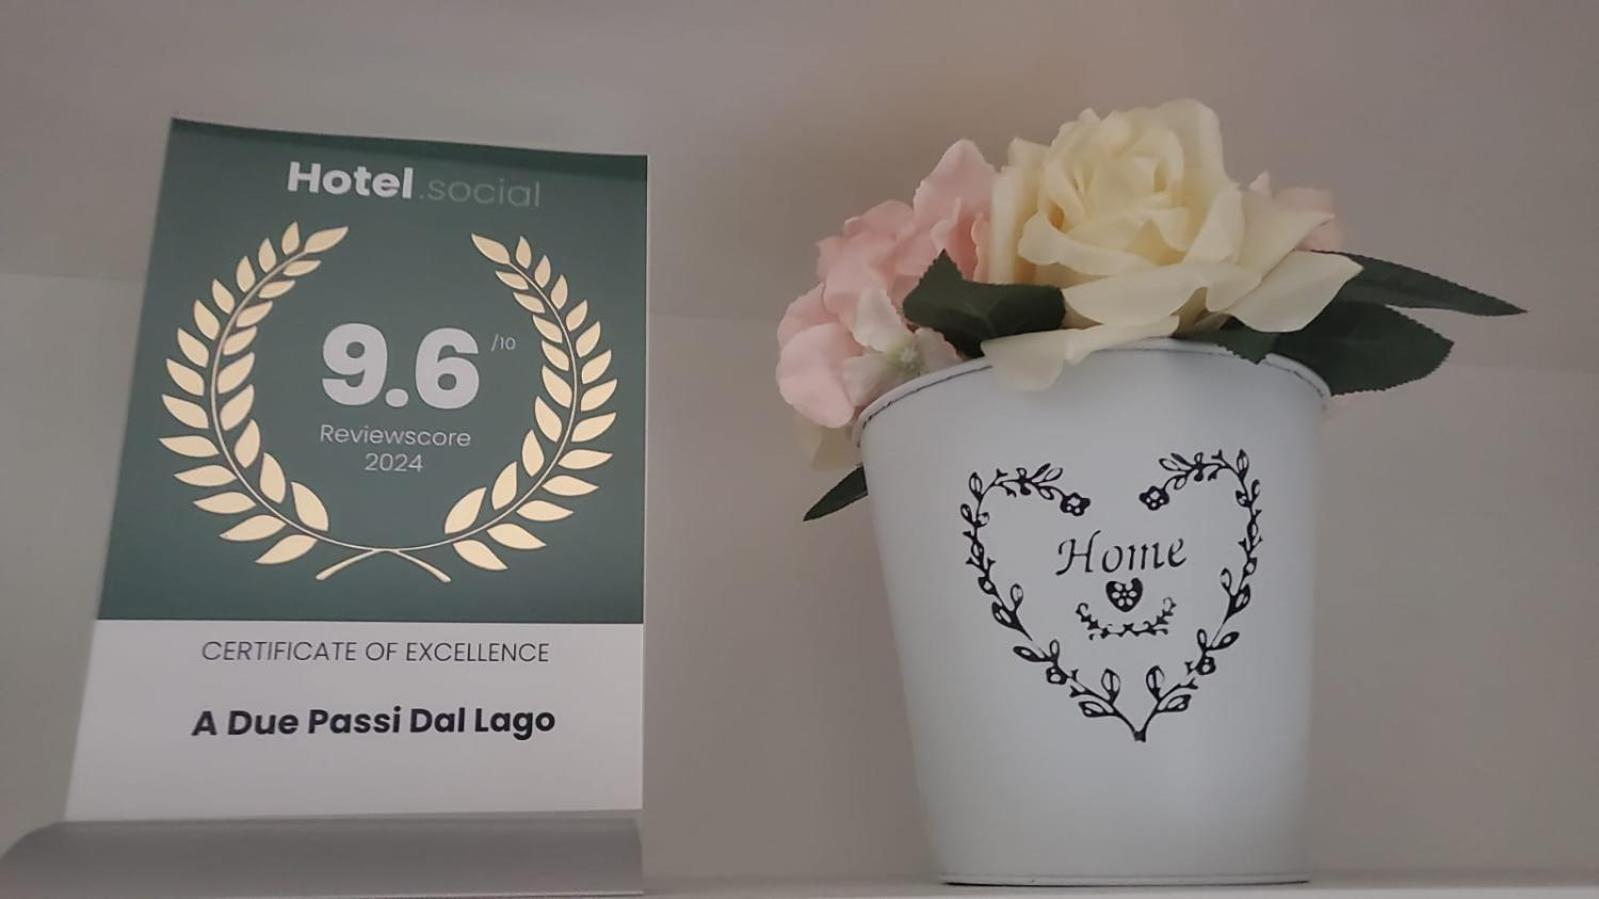 Hotel.social
9.6 /10
Reviewscore
2024
CERTIFICATE OF EXCELLENCE
A Due Passi Dal Lago
Home